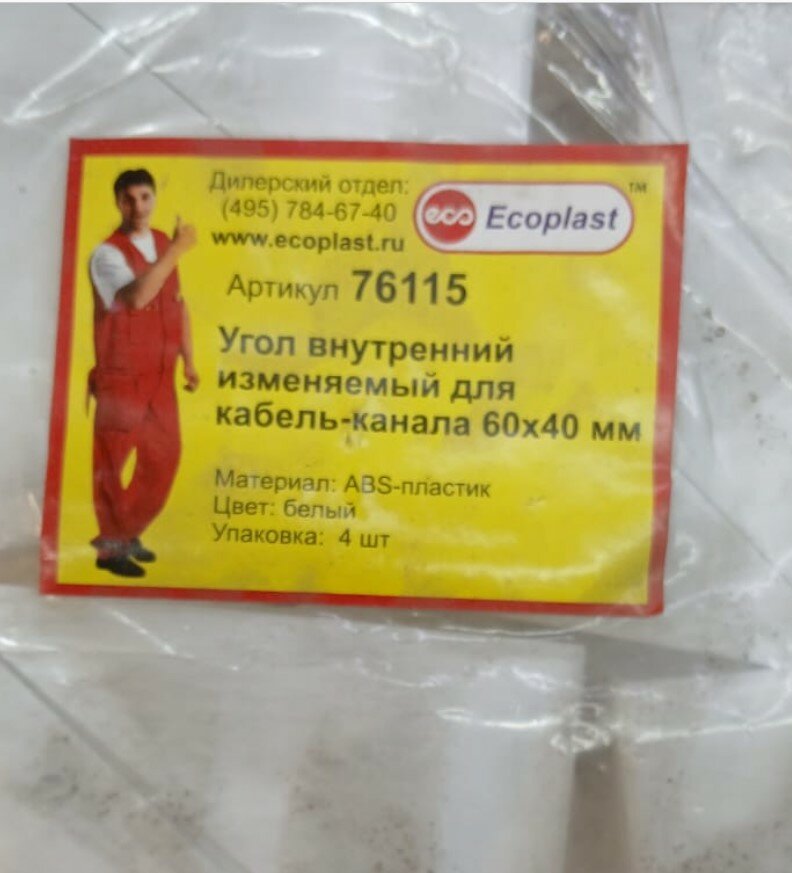 Дилерский отдел:
(495) 784-67-40
www.ecoplast.ru
eco Ecoplast ™
Артикул 76115
Угол внутренний
изменяемый для
кабель-канала 60х40 мм
Материал: ABS-пластик
Цвет: белый
Упаковка: 4 шт